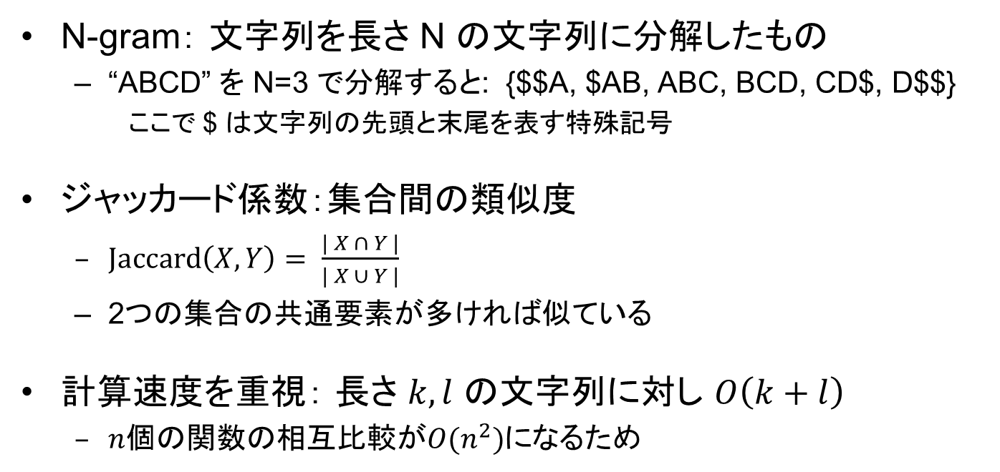 • N-gram: 文字列を長さ N の文字列に分解したもの
– “ABCD” を N=3 で分解すると: {$$A, $AB, ABC, BCD, CD$, D$$}
ここで $ は文字列の先頭と末尾を表す特殊記号
• ジャッカード係数：集合間の類似度
– Jaccard(X, Y) = | X ∩ Y | / | X ∪ Y |
– 2つの集合の共通要素が多ければ似ている
• 計算速度を重視： 長さ k, l の文字列に対し O(k + l)
– n個の関数の相互比較がO(n²)になるため